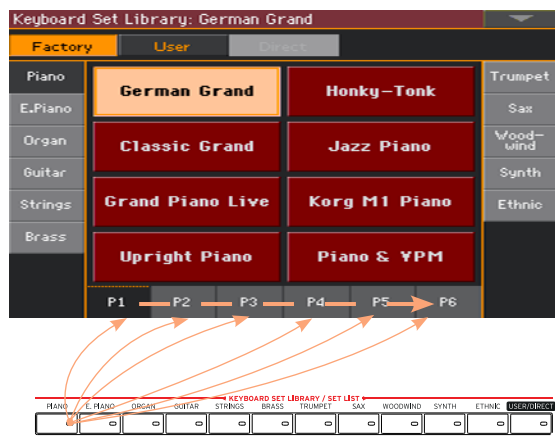 Keyboard Set Library: German Grand
Factory User Direct
Piano
E.Piano
Organ
Guitar
Strings
Brass
German Grand Honky-Tonk
Classic Grand Jazz Piano
Grand Piano Live Korg M1 Piano
Upright Piano Piano & ¥PM
Trumpet
Sax
Wood-
wind
Synth
Ethnic
P1 P2 P3 P4 P5 P6
KEYBOARD SET LIBRARY / SET LIST
PIANO E. PIANO ORGAN GUITAR STRINGS BRASS TRUMPET SAX WOODWIND SYNTH ETHNIC USER/DIRECT